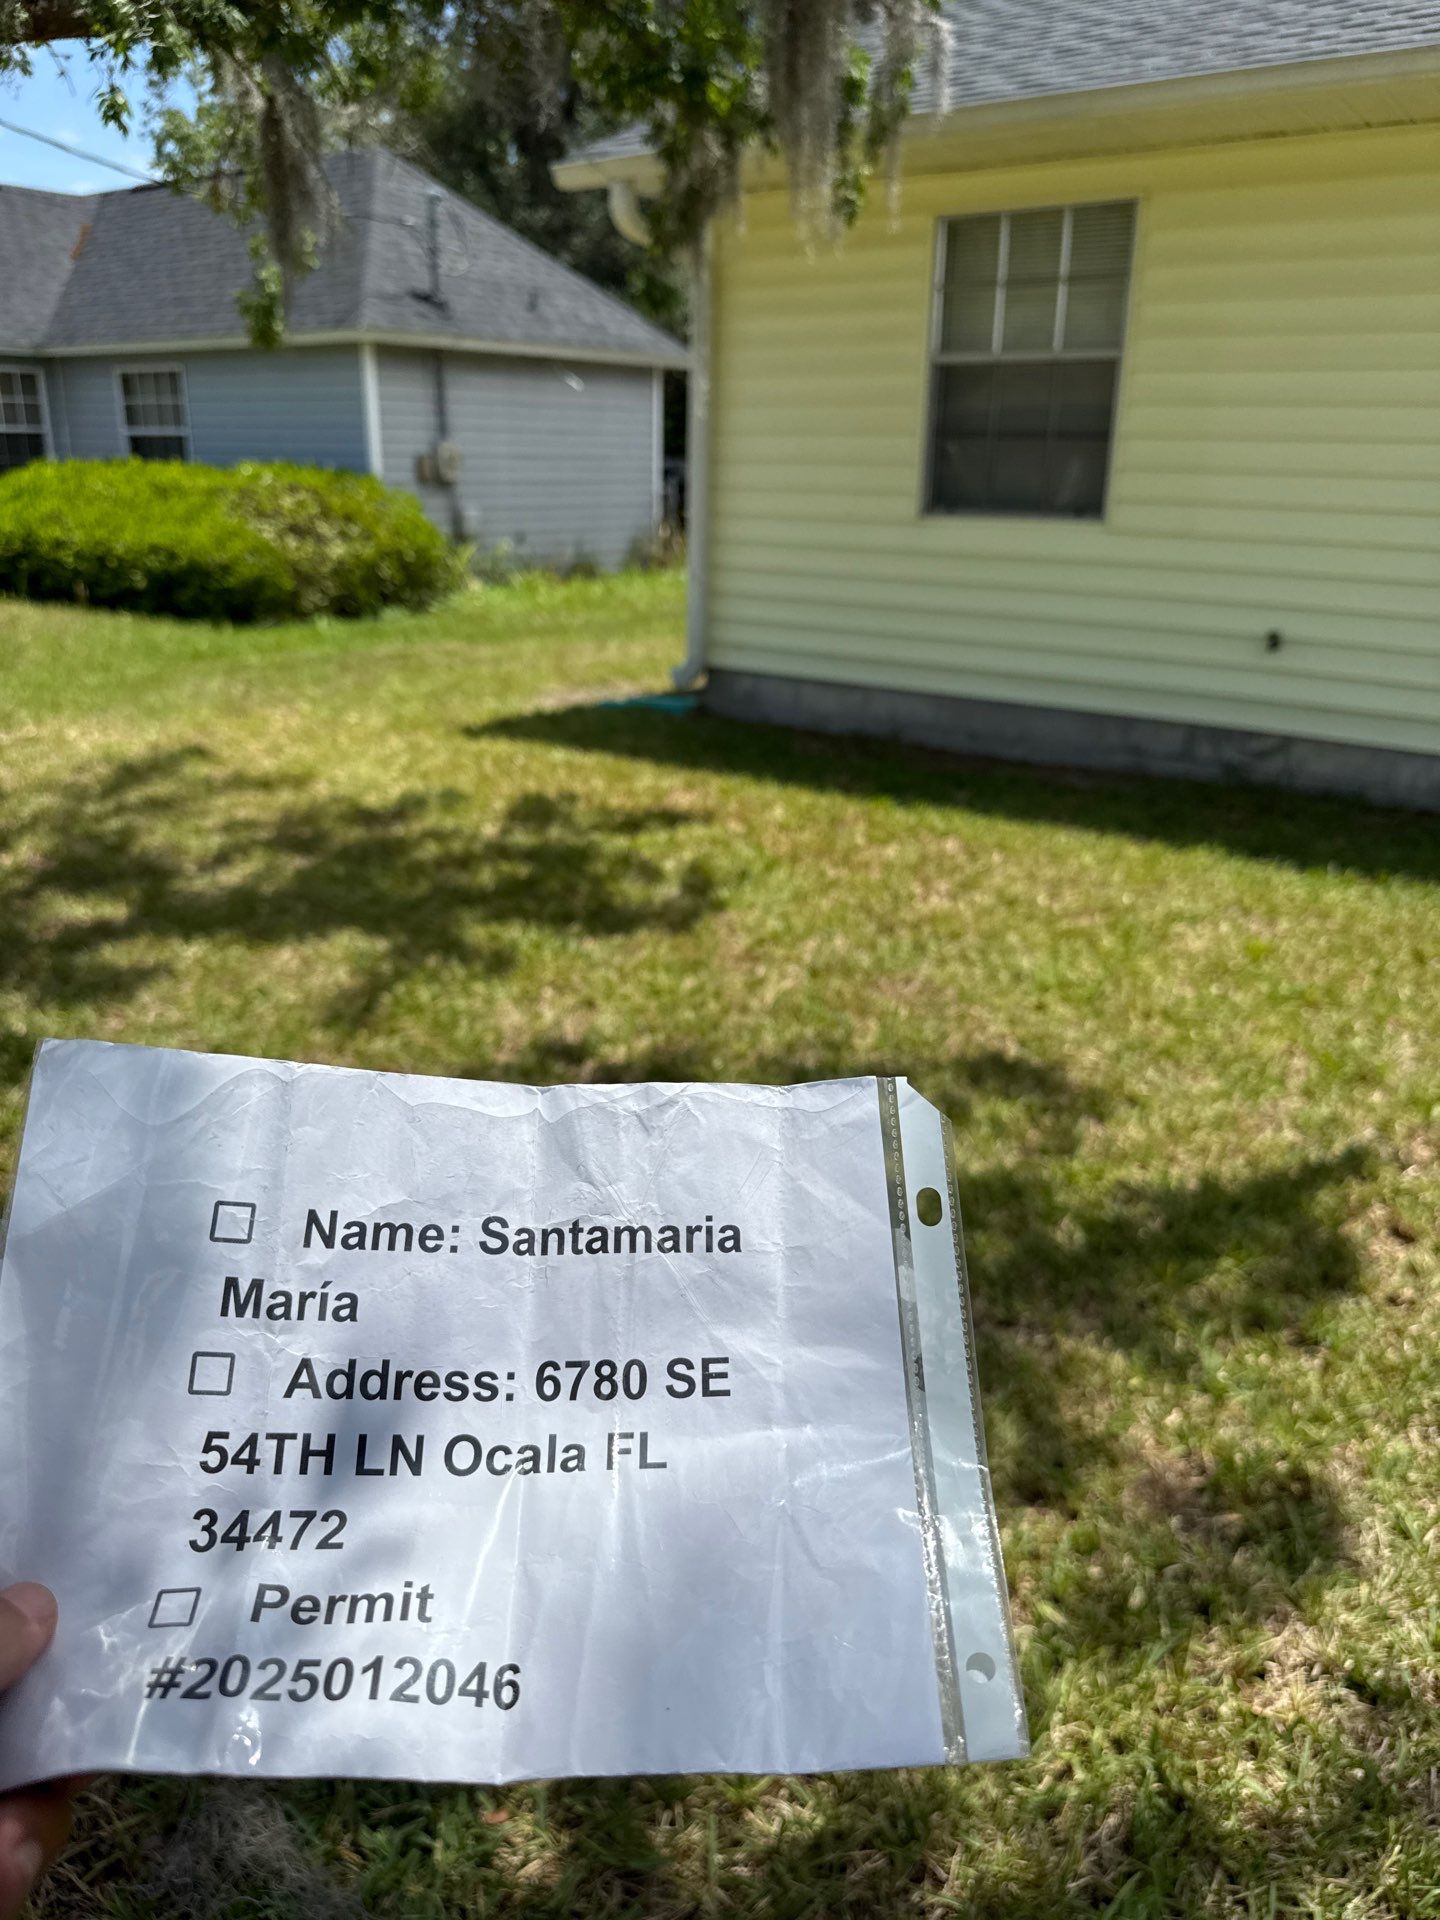 ☐ Name: Santamaria
María
☐ Address: 6780 SE
54TH LN Ocala FL
34472
☐ Permit
#2025012046